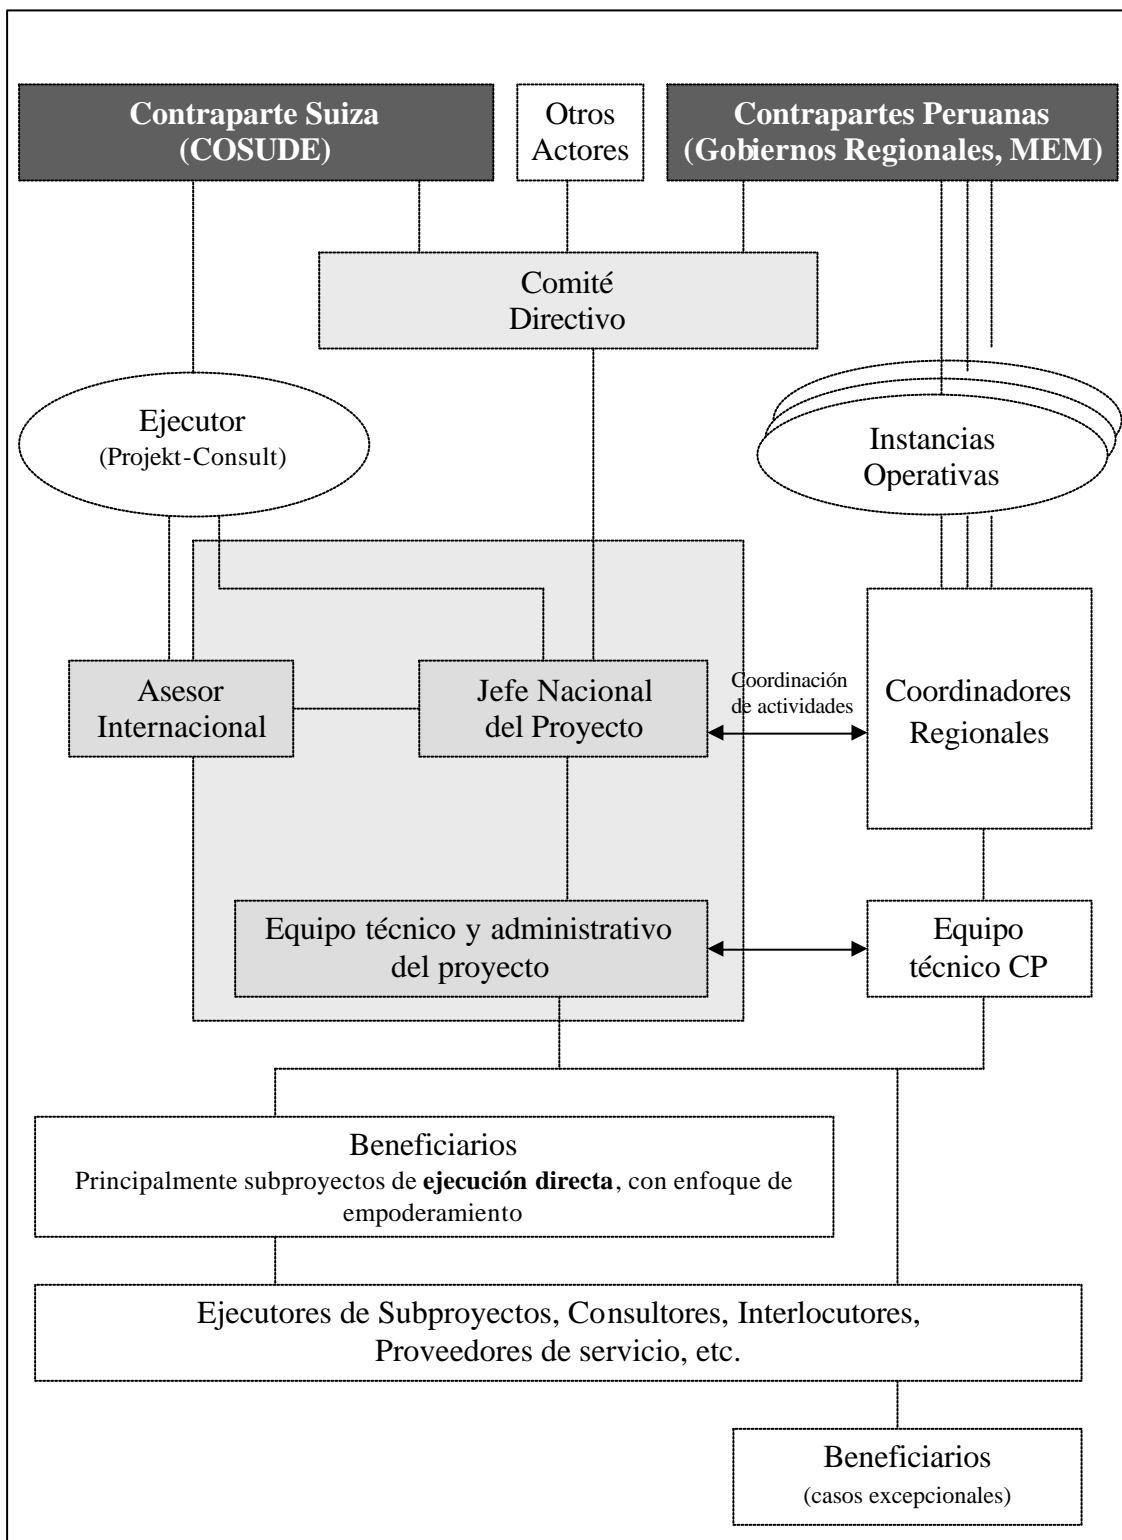 Contraparte Suiza
(COSUDE)
Otros
Actores
Contrapartes Peruanas
(Gobiernos Regionales, MEM)
Comité
Directivo
Ejecutor
(Projekt-Consult)
Instancias
Operativas
Asesor
Internacional
Jefe Nacional
del Proyecto
Coordinación
de actividades
Coordinadores
Regionales
Equipo técnico y administrativo
del proyecto
Equipo
técnico CP
Beneficiarios
Principalmente subproyectos de ejecución directa, con enfoque de
empoderamiento
Ejecutores de Subproyectos, Consultores, Interlocutores,
Proveedores de servicio, etc.
Beneficiarios
(casos excepcionales)